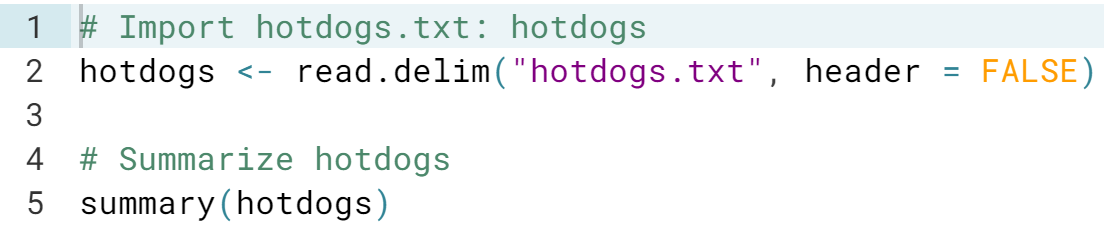 1 # Import hotdogs.txt: hotdogs
2 hotdogs <- read.delim("hotdogs.txt", header = FALSE)
3
4 # Summarize hotdogs
5 summary(hotdogs)